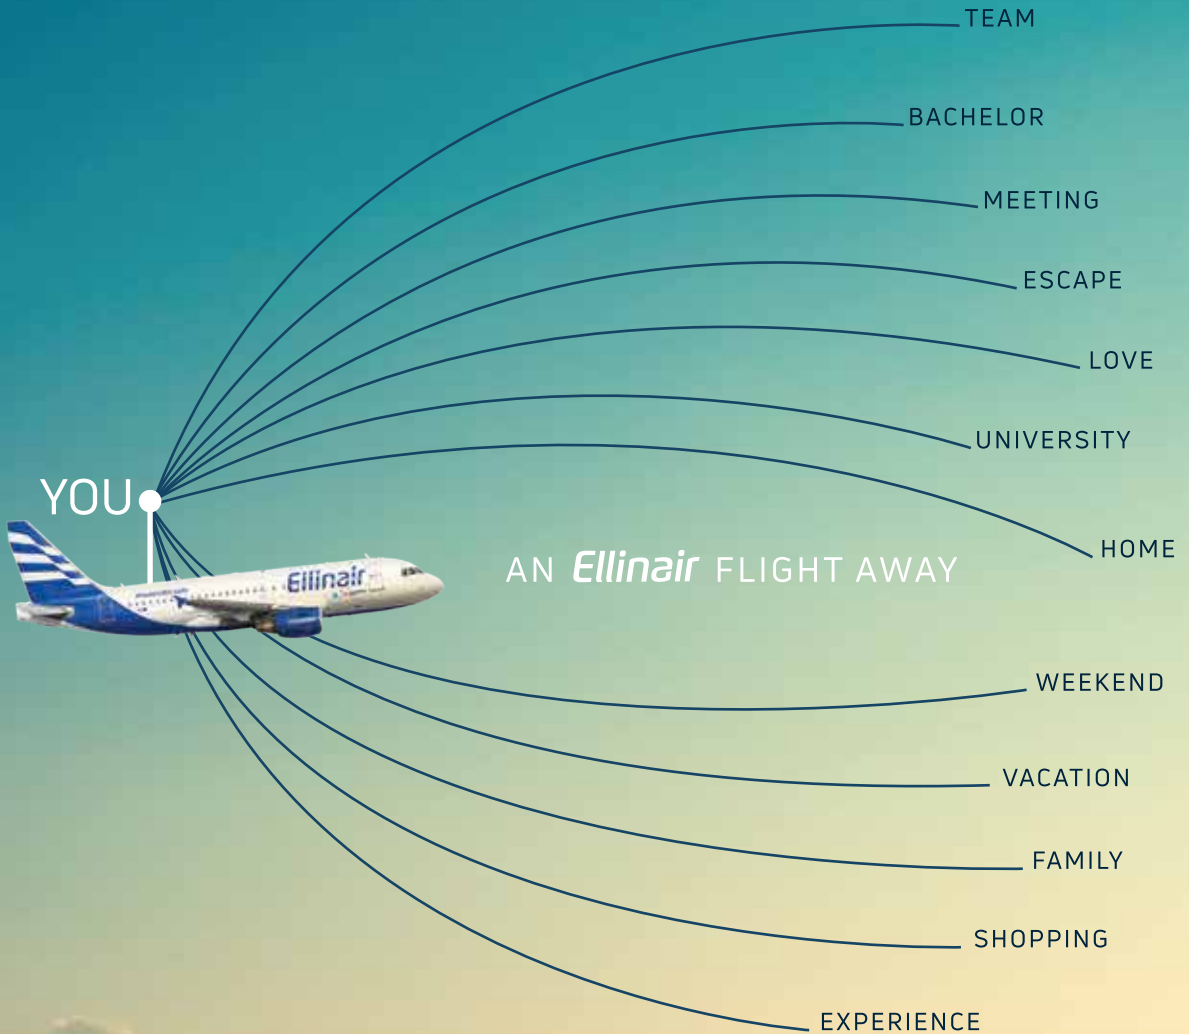 TEAM
BACHELOR
MEETING
ESCAPE
LOVE
UNIVERSITY
YOU
HOME
AN Ellinair FLIGHT AWAY
Ellinair
WEEKEND
VACATION
FAMILY
SHOPPING
EXPERIENCE